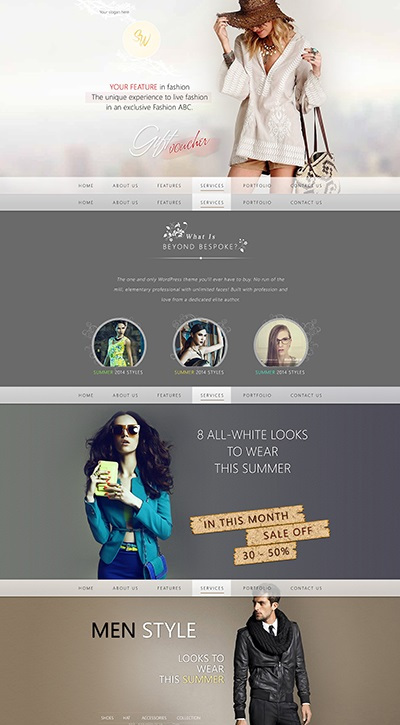 Your slogan here
SW
YOUR FEATURE in fashion
The unique experience to live fashion
in an exclusive Fashion ABC.
Gift voucher
HOME ABOUT US FEATURES SERVICES PORTFOLIO CONTACT US
HOME ABOUT US FEATURES SERVICES PORTFOLIO CONTACT US
What Is
BEYOND BESPOKE?
The one and only WordPress theme you'll ever have to buy. No run of the
mill, elementary professional with unlimited faces! Built with profession and
love from a dedicated elite author.
SUMMER 2014 STYLES
SUMMER 2014 STYLES
SUMMER 2014 STYLES
HOME ABOUT US FEATURES SERVICES PORTFOLIO CONTACT US
8 ALL-WHITE LOOKS
TO WEAR
THIS SUMMER
IN THIS MONTH
SALE OFF
30 - 50%
HOME ABOUT US FEATURES SERVICES PORTFOLIO CONTACT US
MEN STYLE
LOOKS TO
WEAR
THIS SUMMER
SHOES HAT ACCESSORIES COLLECTION